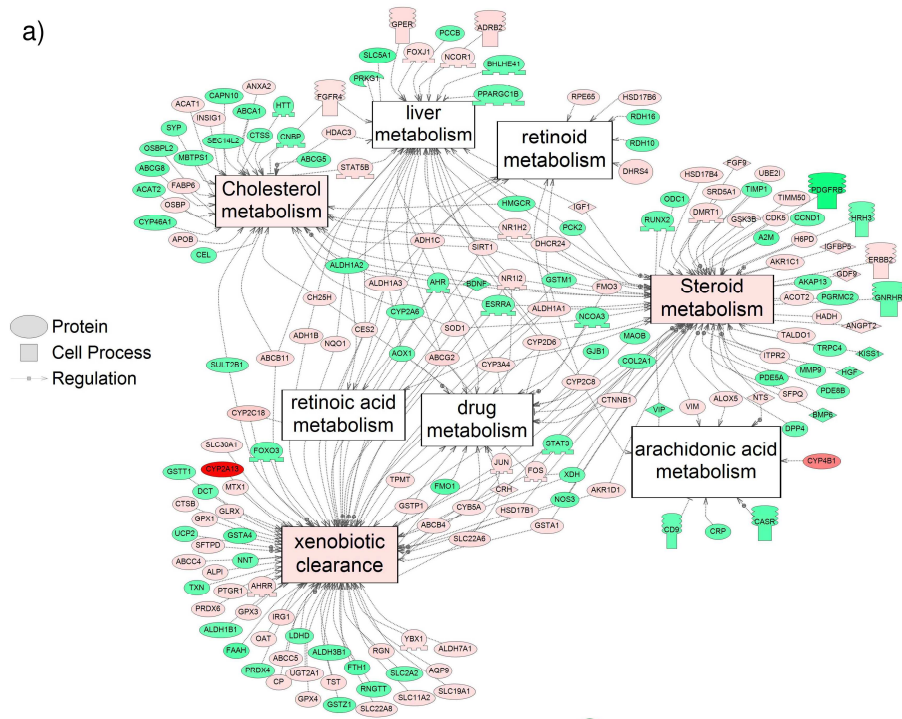 a)
GPER
ADRB2
PCCB
FOXJ1
NCOR1
SLC5A1
BHLHE41
PRKG1
PPARGC1B
liver
metabolism
ANXA2
CAPN10
HTT
FGFR4
ACAT1
ABCA1
INSIG1
CTSS
CNBP
HDAC3
SYP
SEC14L2
OSBPL2
MBTPS1
ABCG5
STAT5B
ABCG8
ACAT2
FABP6
OSBP
CYP46A1
APOB
CEL
Cholesterol
metabolism
RPE65
HSD17B6
RDH16
RDH10
DHRS4
retinoid
metabolism
FGF9
HSD17B4
UBE2I
SRD5A1
TIMP1
PDGFRB
ODC1
TIMM50
DMRT1
RUNX2
GSK3B
CDK5
CCND1
HRH3
A2M
H6PD
IGFBP5
ERBB2
AKR1C1
GDF9
AKAP13
ACOT2
PGRMC2
GNRHR
HADH
ANGPT2
TALDO1
TRPC4
KISS1
ITPR2
MMP9
HGF
PDE5A
PDE8B
SFPQ
BMP6
DPP4
Steroid
metabolism
HMGCR
IGF1
PCK2
NR1H2
ADH1C
SIRT1
DHCR24
ALDH1A2
ALDH1A3
AHR
BDNF
NR1I2
GSTM1
FMO3
CH25H
CYP2A6
ESRRA
ALDH1A1
NCOA3
SOD1
MAOB
ADH1B
NQO1
CES2
AOX1
ABCG2
CYP3A4
CYP2D6
GJB1
COL2A1
SULT2B1
ABCB11
CYP2C8
CTNNB1
CYP2C18
Protein
Cell Process
Regulation
retinoic acid
metabolism
drug
metabolism
VIP
VIM
ALOX5
NTS
arachidonic acid
metabolism
CYP4B1
CD9
CRP
CASR
SLC30A1
FOXO3
STAT3
CYP2A13
GSTT1
JUN
FOS
XDH
DCT
MTX1
TPMT
FMO1
CRH
AKR1D1
NOS3
CTSB
GLRX
GPX1
GSTP1
CYB5A
HSD17B1
UCP2
GSTA4
ABCB4
GSTA1
SFTPD
SLC22A6
NNT
ABCC4
ALPI
xenobiotic
clearance
TXN
PTGR1
AHRR
PRDX6
GPX3
IRG1
ALDH1B1
OAT
LDHD
YBX1
ALDH7A1
FAAH
ABCC5
ALDH3B1
RGN
PRDX4
UGT2A1
FTH1
SLC2A2
AQP9
CP
TST
RNGTT
SLC19A1
GPX4
GSTZ1
SLC11A2
SLC22A8